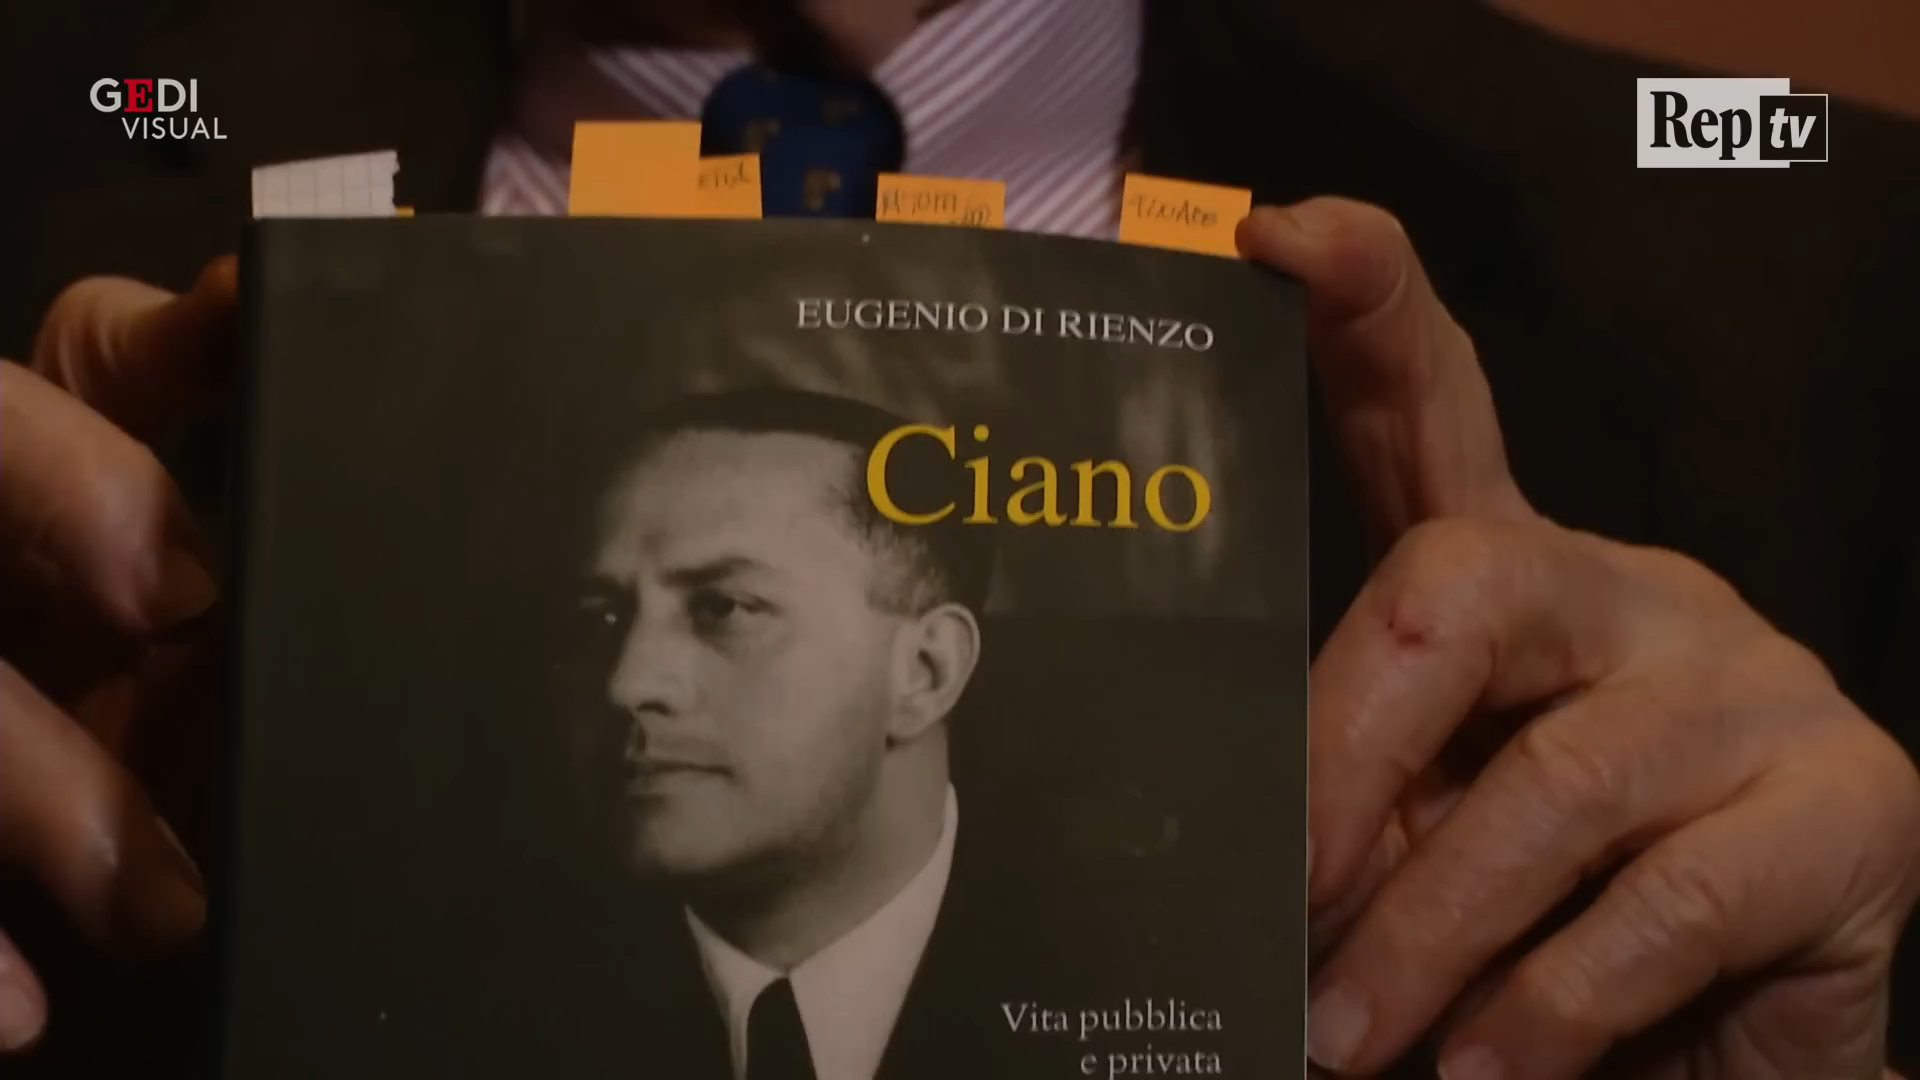 GEDI
VISUAL
Rep tv
EUGENIO DI RIENZO
Ciano
Vita pubblica
e privata